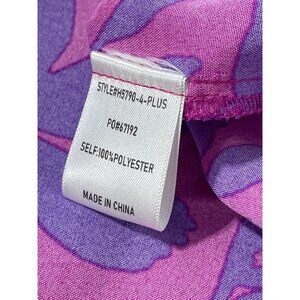 STYLE#H5790-4-PLUS
PO#67192
SELF:100%POLYESTER
MADE IN CHINA